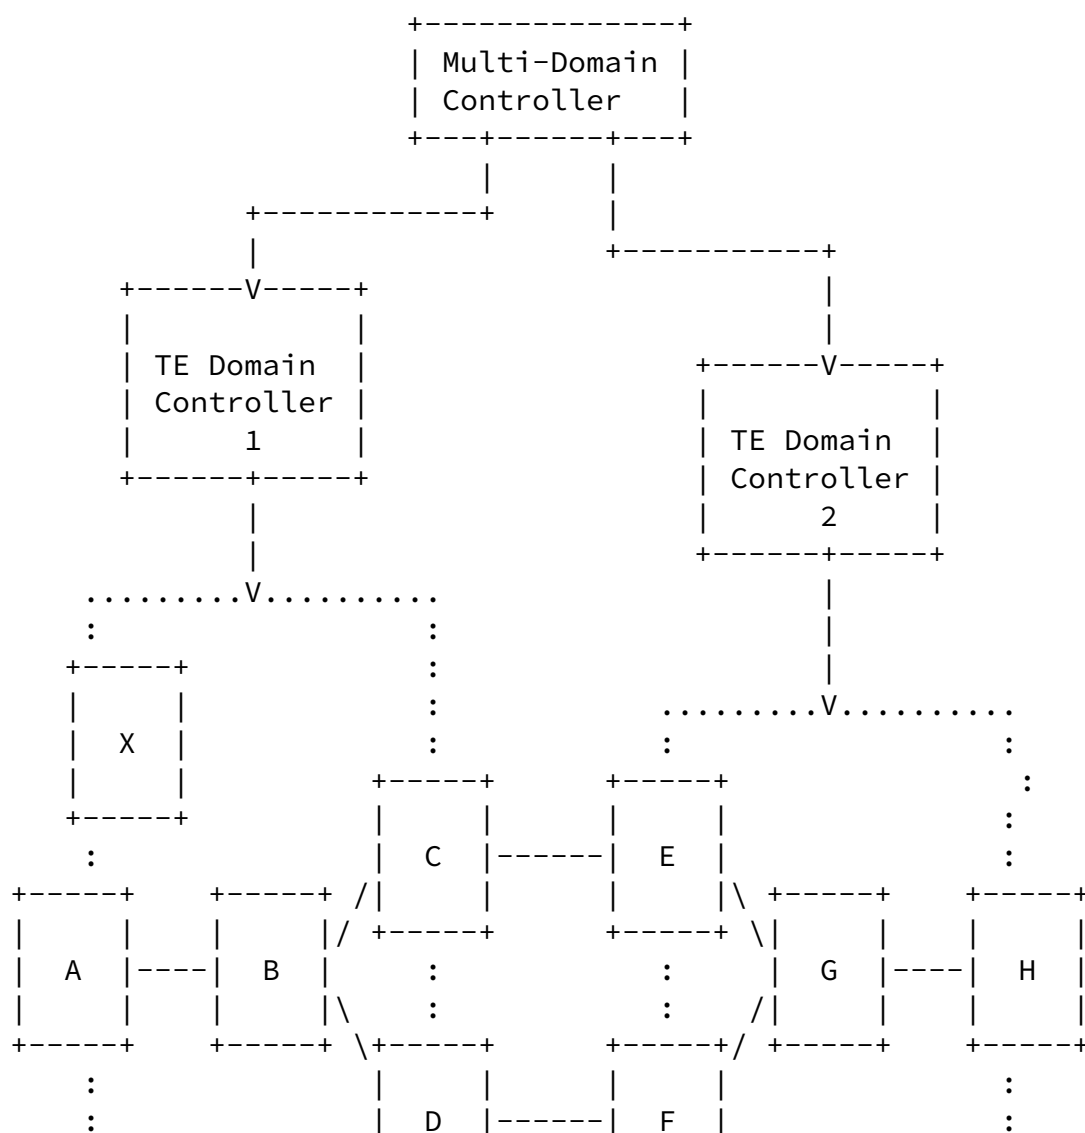 Multi-Domain
Controller
TE Domain
Controller
1
TE Domain
Controller
2
X
C
E
A
B
G
H
D
F